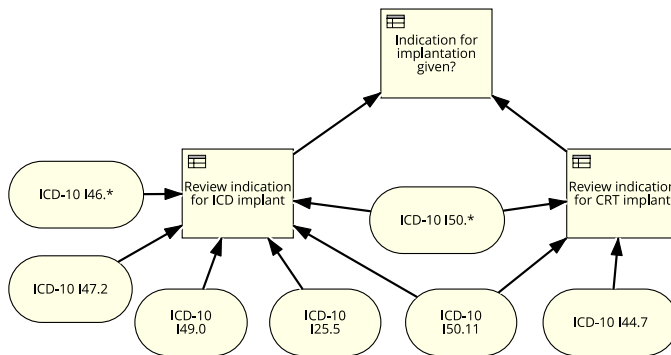 Indication for
implantation
given?
Review indication
for ICD implant
Review indication
for CRT implant
ICD-10 I46.*
ICD-10 I50.*
ICD-10 I47.2
ICD-10
I49.0
ICD-10
I25.5
ICD-10
I50.11
ICD-10 I44.7